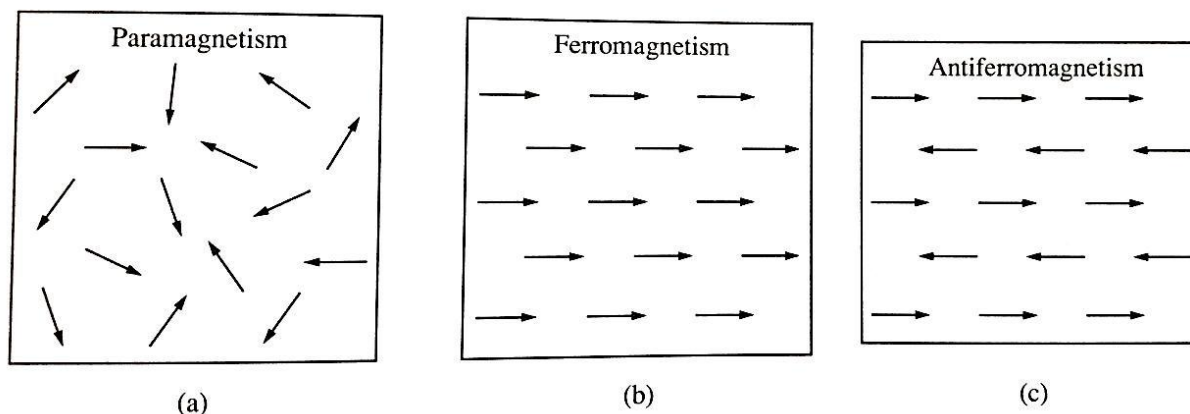 Paramagnetism
Ferromagnetism
Antiferromagnetism
(a)
(b)
(c)